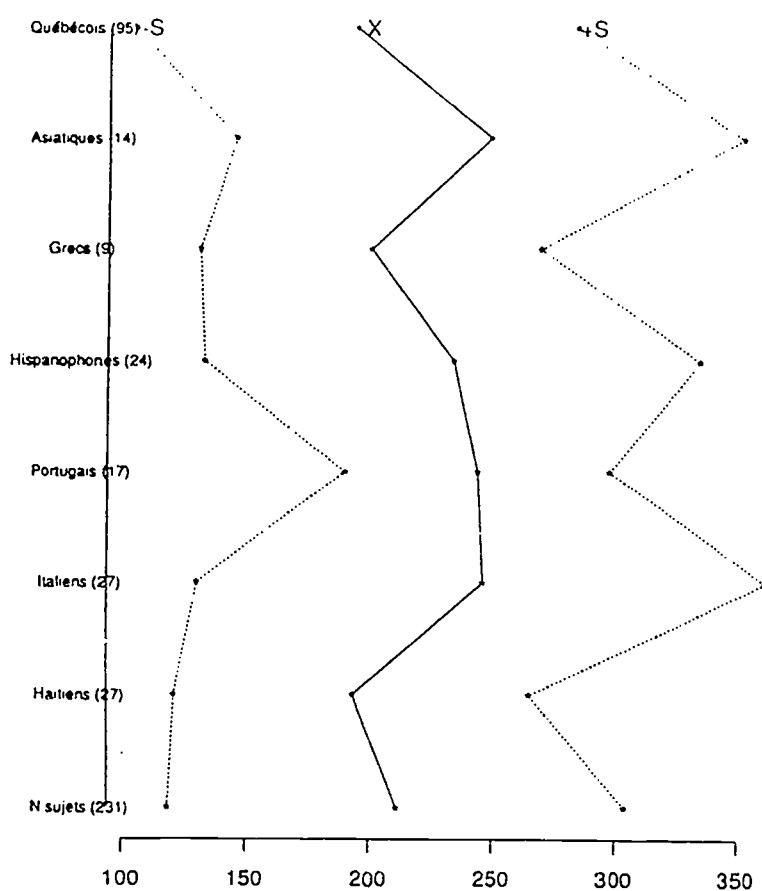 Québécois (95) -S X +S
Asiatiques (14)
Grecs (9)
Hispanophones (24)
Portugais (17)
Italiens (27)
Haitiens (27)
N sujets (231)
100 150 200 250 300 350